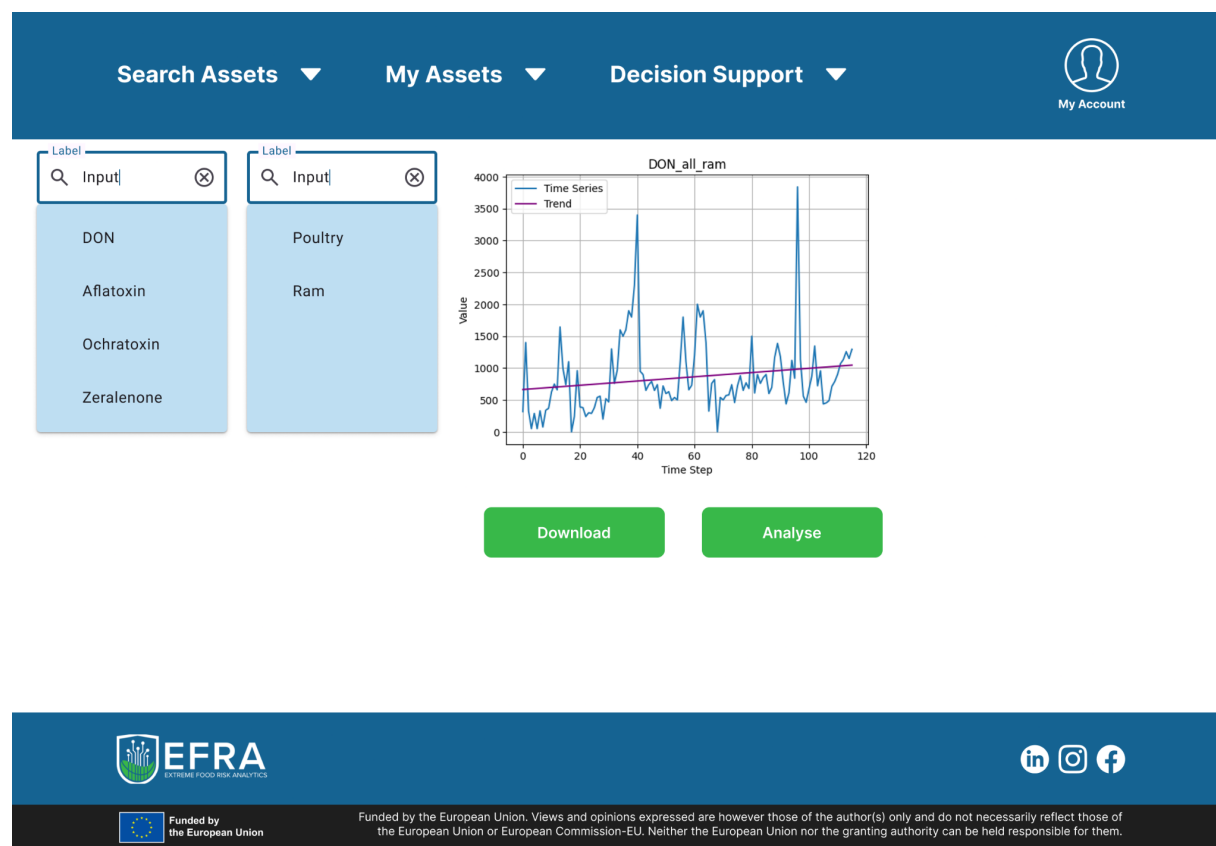 Search Assets
My Assets
Decision Support
My Account
Label
Input
DON
Aflatoxin
Ochratoxin
Zeralenone
Label
Input
Poultry
Ram
DON_all_ram
Time Series
Trend
4000
3500
3000
2500
2000
1500
1000
500
0
Value
0 20 40 60 80 100 120
Time Step
Download
Analyse
EFRA
EXTREME FOOD RISK ANALYTICS
in
Funded by
the European Union
Funded by the European Union. Views and opinions expressed are however those of the author(s) only and do not necessarily reflect those of
the European Union or European Commission-EU. Neither the European Union nor the granting authority can be held responsible for them.